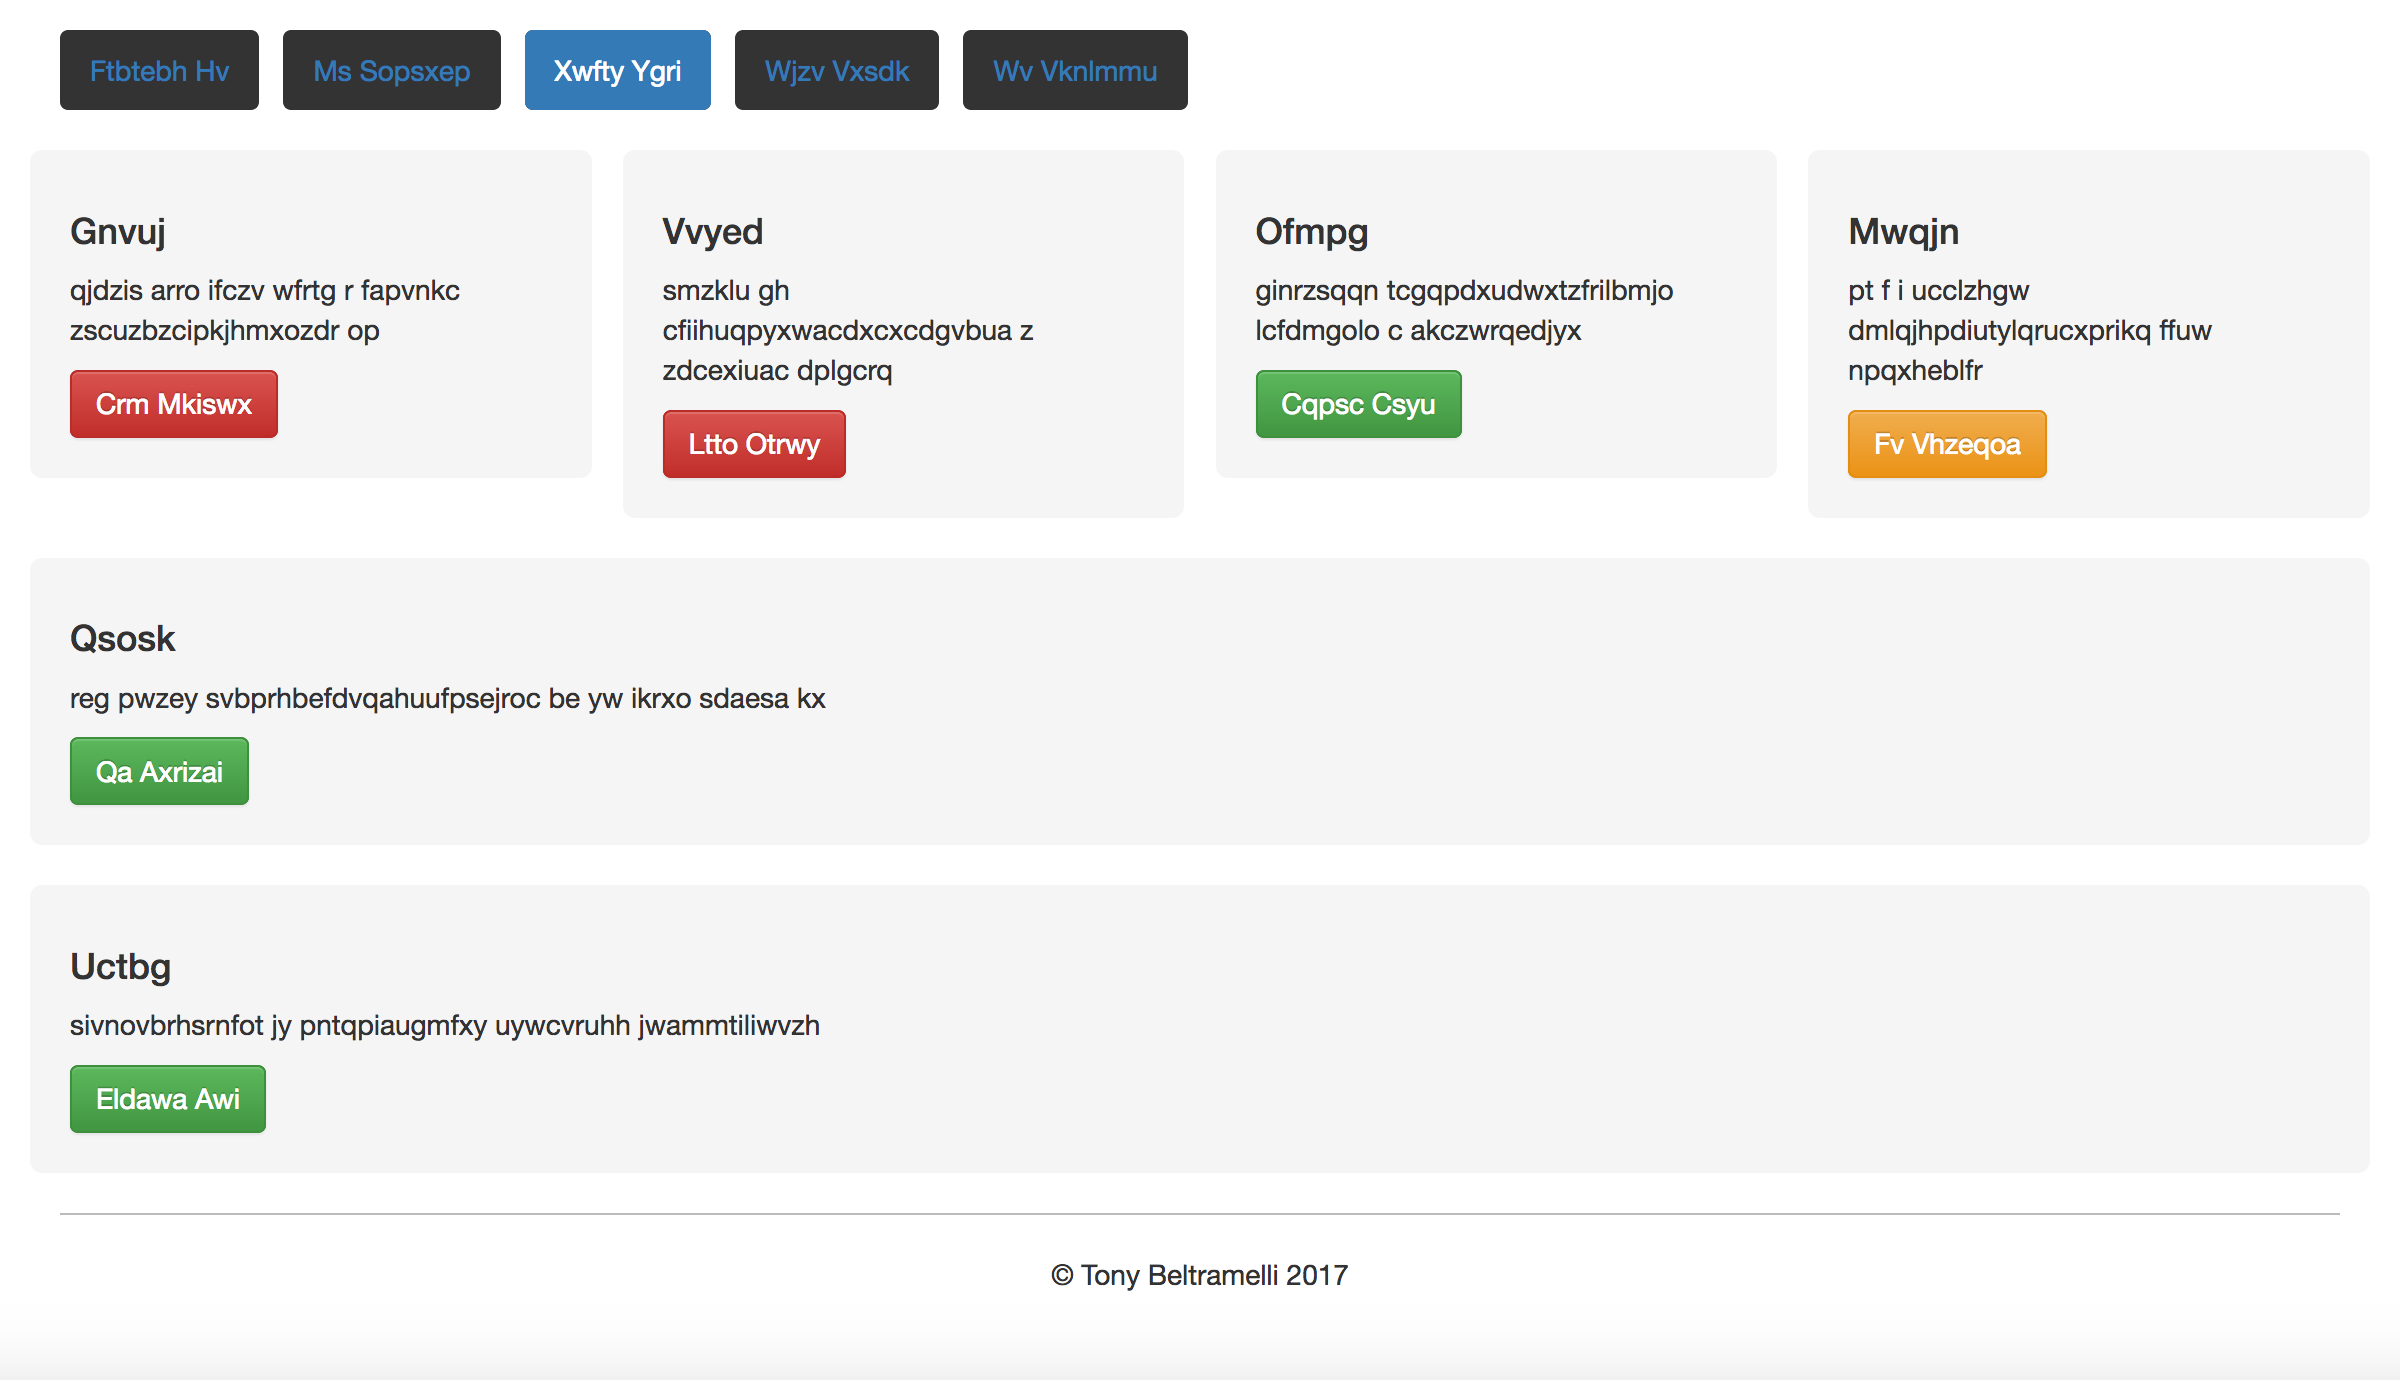 Ftbtebh Hv
Ms Sopsxep
Xwfty Ygri
Wjzv Vxsdk
Wv Vknlmmu
Gnvuj
qjdzis arro ifczv wfrtg r fapvnkc
zscuzbzcipkjhmxozdr op
Crm Mkiswx
Vvyed
smzklu gh
cfiihuqpyxwacdxcxcdgvbua z
zdcexiuac dplgcrq
Ltto Otrwy
Ofmpg
ginrzsqqn tcgqpdxudwxtzfrilbmjo
lcfdmgolo c akczwrqedjyx
Cqpsc Csyu
Mwqjn
pt f i ucclzhgw
dmlqjhpdiutylqrucxprikq ffuw
npqxheblfr
Fv Vhzeqoa
Qsosk
reg pwzey svbprhbefdvqahuufpsejroc be yw ikrxo sdaesa kx
Qa Axrizai
Uctbg
sivnovbrhsrnfot jy pntqpiaugmfxy uywcvruhh jwammtiliwvzh
Eldawa Awi
© Tony Beltramelli 2017